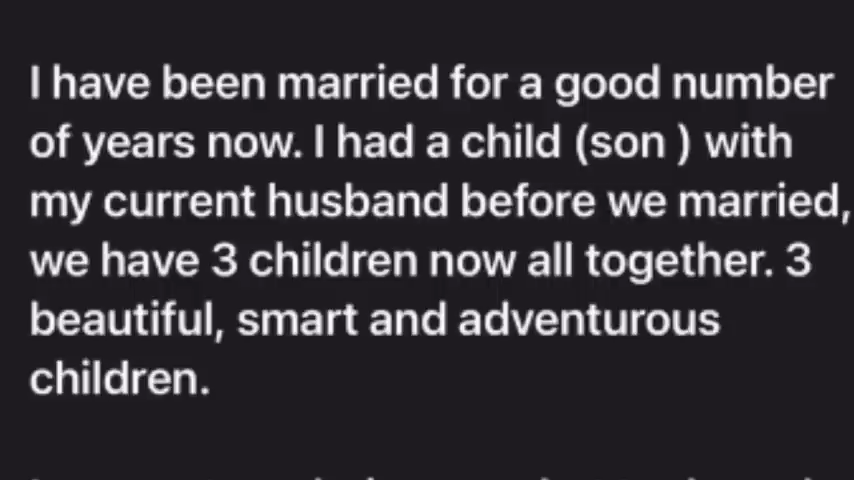 I have been married for a good number
of years now. I had a child (son ) with
my current husband before we married,
we have 3 children now all together. 3
beautiful, smart and adventurous
children.